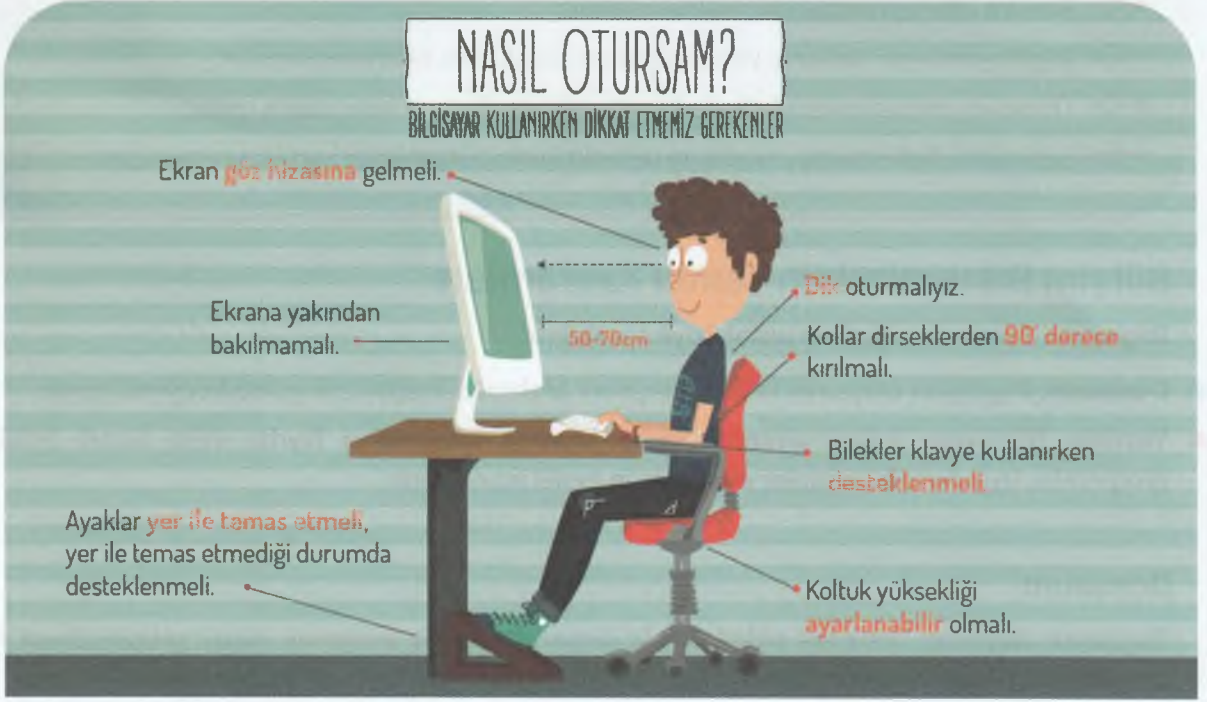 NASIL OTURSAM?
BİLGİSAYAR KULLANIRKEN DİKKAT ETMEMİZ GEREKENLER
Ekran göz hizasına gelmeli.
Ekrana yakından
bakılmamalı.
50-70cm
Dik oturmalıyız.
Kollar dirseklerden 90° derece
kırılmalı.
Bilekler klavye kullanırken
desteklenmeli.
Ayaklar yer ile temas etmeli,
yer ile temas etmediği durumda
desteklenmeli.
Koltuk yüksekliği
ayarlanabilir olmalı.